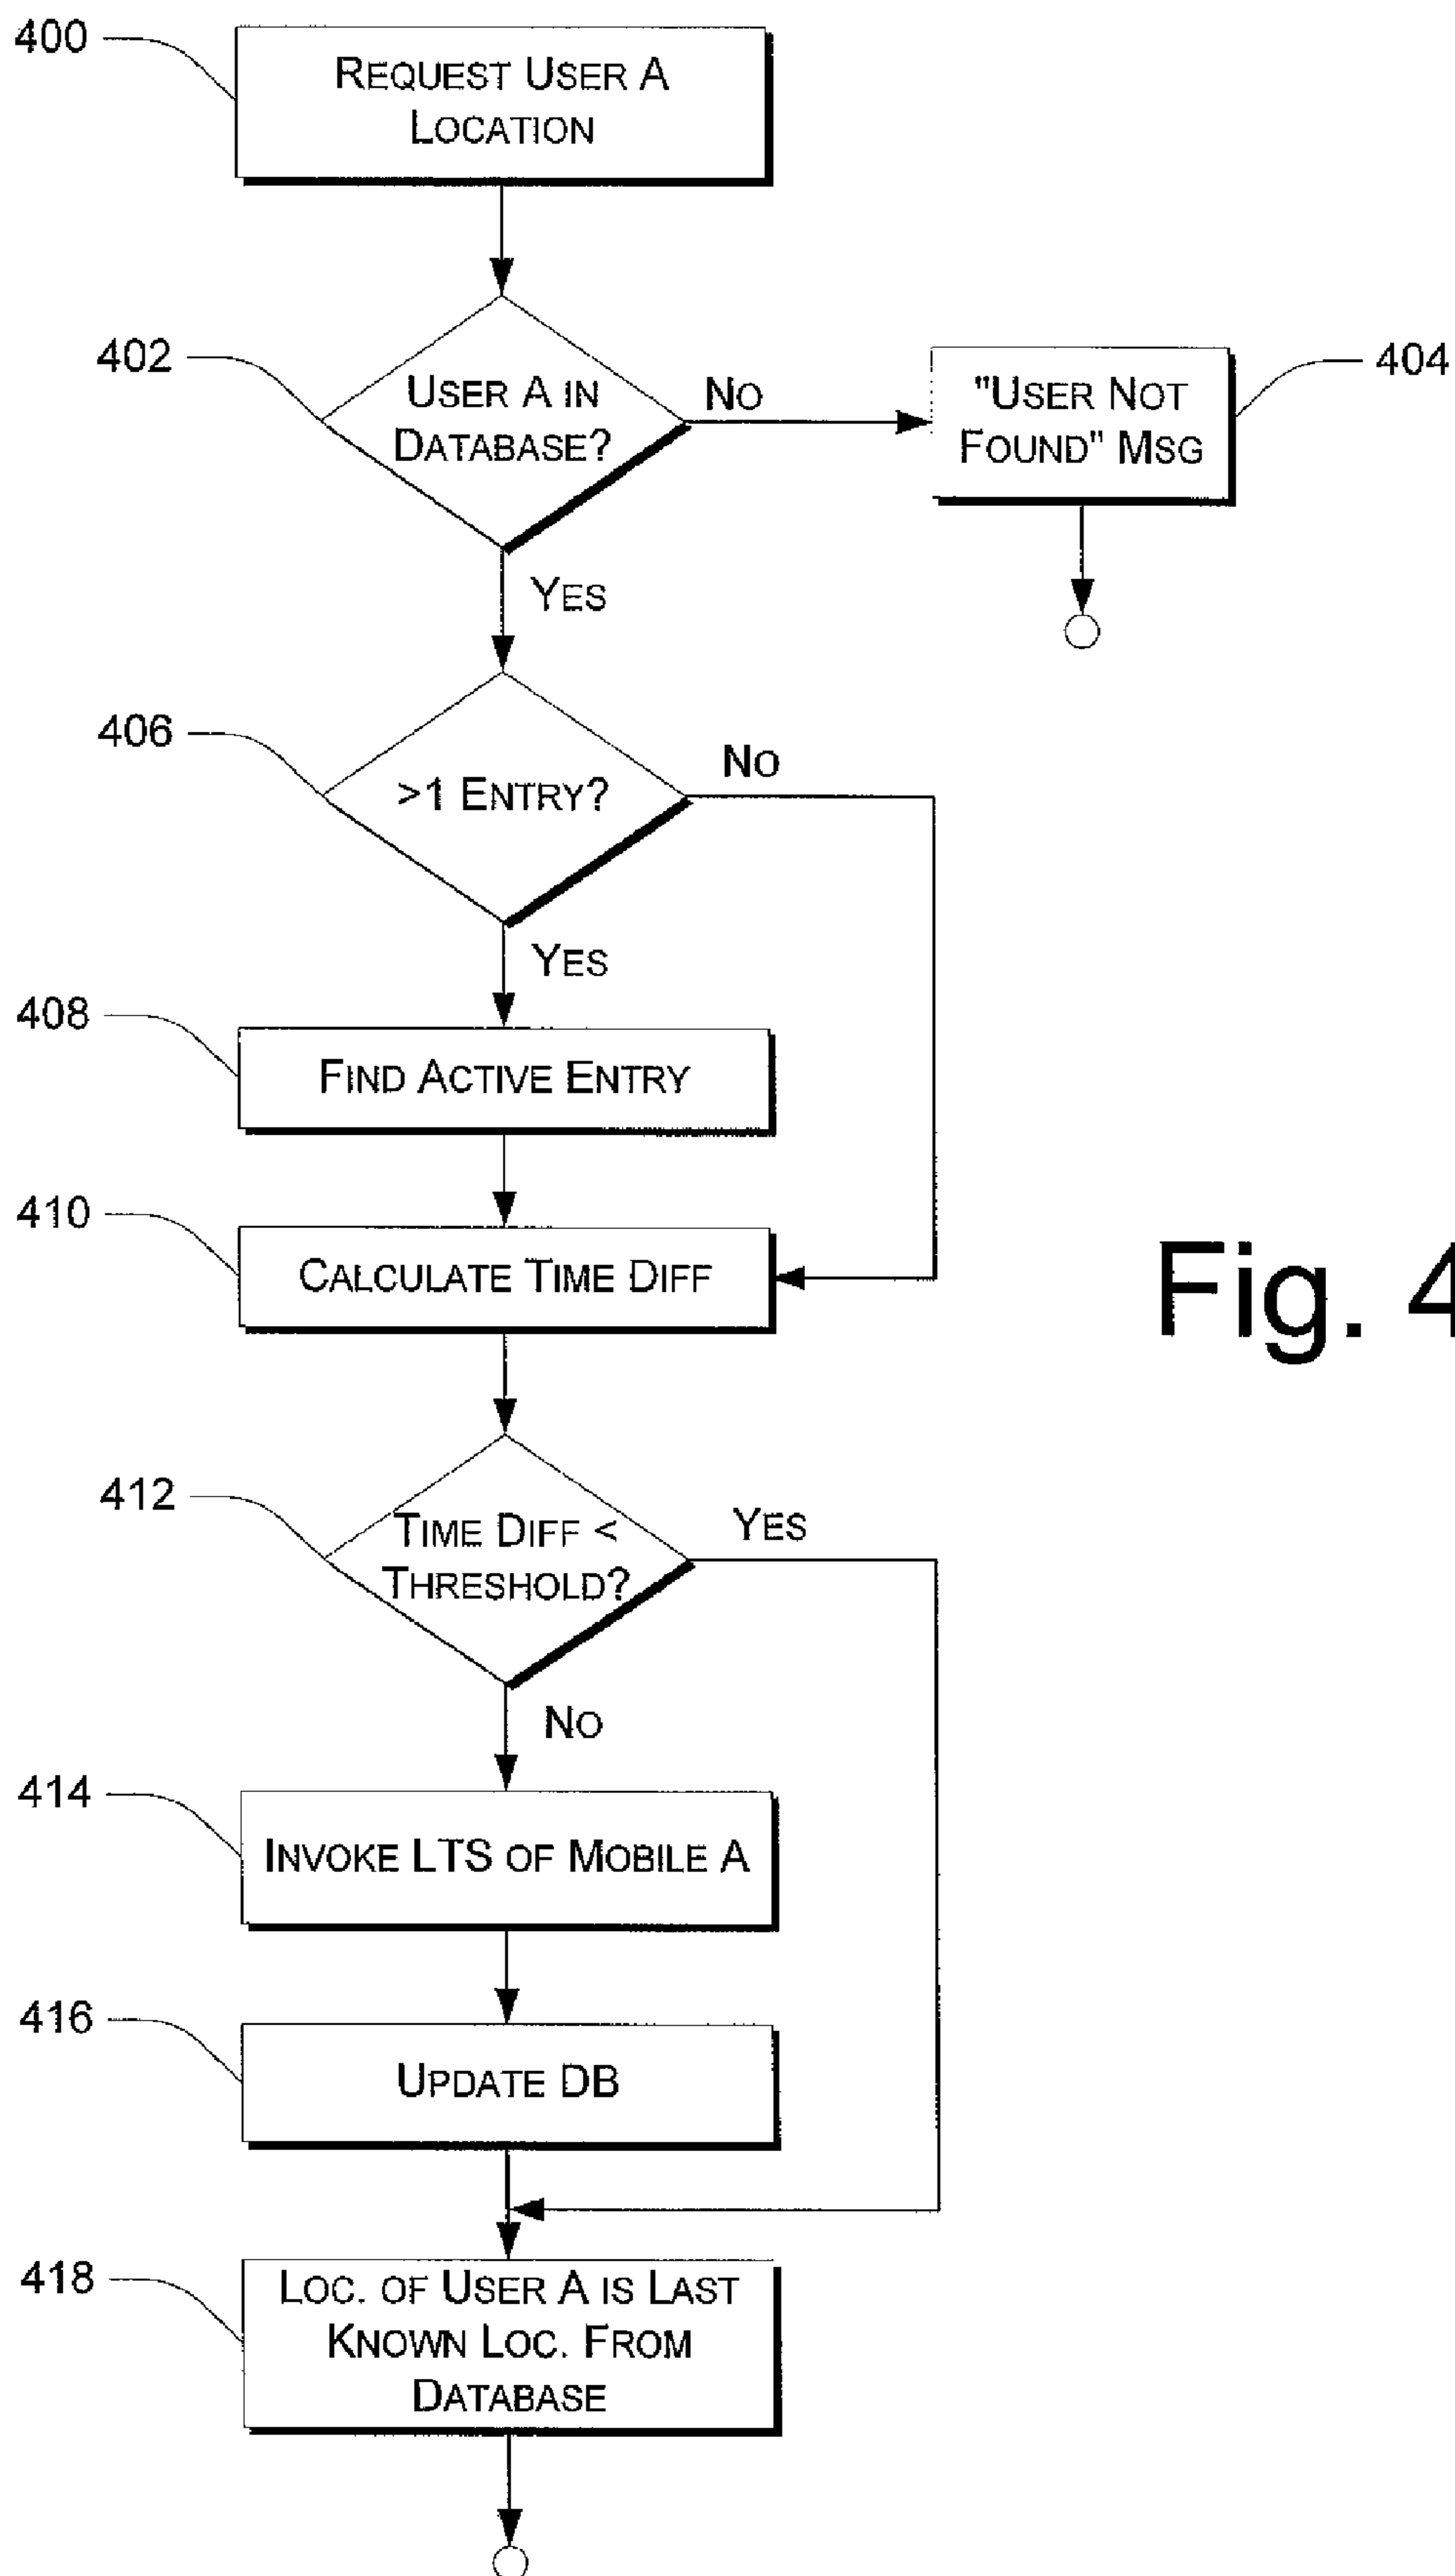 400
REQUEST USER A
LOCATION
402
USER A IN
DATABASE?
NO
"USER NOT
FOUND" MSG
404
YES
406
>1 ENTRY?
NO
YES
408
FIND ACTIVE ENTRY
410
CALCULATE TIME DIFF
Fig. 4
412
TIME DIFF <
THRESHOLD?
YES
NO
414
INVOKE LTS OF MOBILE A
416
UPDATE DB
418
LOC. OF USER A IS LAST
KNOWN LOC. FROM
DATABASE